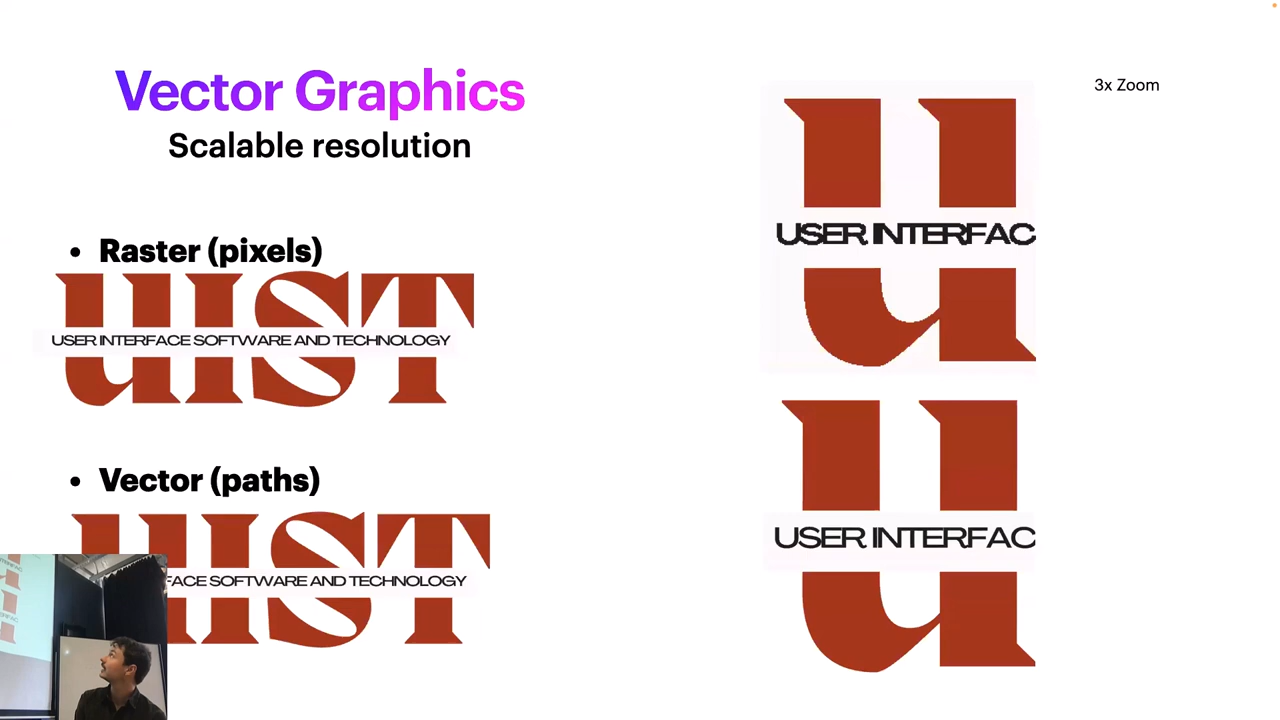 Vector Graphics
Scalable resolution
• Raster (pixels)
UIST
USER INTERFACE SOFTWARE AND TECHNOLOGY
• Vector (paths)
UIST
FACE SOFTWARE AND TECHNOLOGY
3x Zoom
u
USER INTERFAC
u
USER INTERFAC